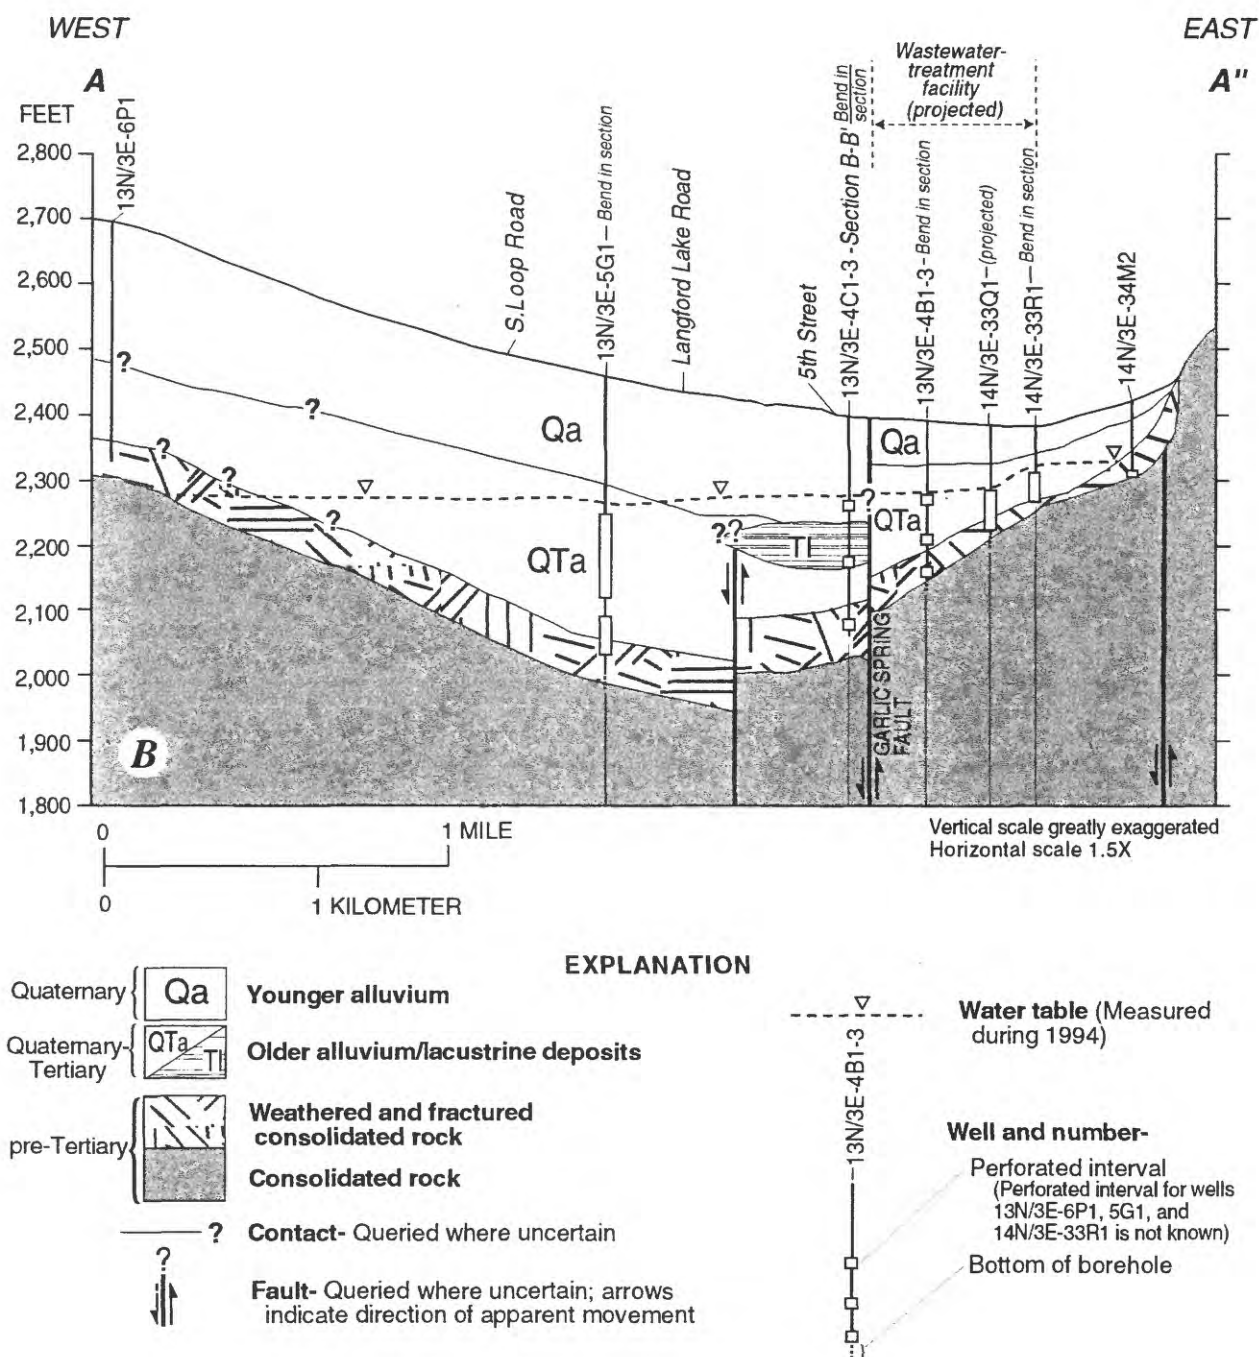 WEST
EAST
A
A"
FEET
2,800
2,700
2,600
2,500
2,400
2,300
2,200
2,100
2,000
1,900
1,800
13N/3E-6P1
S.Loop Road
13N/3E-5G1– Bend in section
Langford Lake Road
5th Street
13N/3E-4C1-3 -Section B-B' Bend in
section
Wastewater-
treatment
facility
(projected)
13N/3E-4B1-3 – Bend in section
14N/3E-33Q1– (projected)
14N/3E-33R1– Bend in section
14N/3E-34M2
?
?
?
?
?
? ?
?
Qa
Qa
QTa
QTa
Tl
GARLIC SPRING
FAULT
B
0
1 MILE
0
1 KILOMETER
Vertical scale greatly exaggerated
Horizontal scale 1.5X
EXPLANATION
Quaternary
Qa
Younger alluvium
Quaternary-
Tertiary
QTa
Tl
Older alluvium/lacustrine deposits
pre-Tertiary
Weathered and fractured
consolidated rock
Consolidated rock
?
Contact- Queried where uncertain
?
Fault- Queried where uncertain; arrows
indicate direction of apparent movement
Water table (Measured
during 1994)
13N/3E-4B1-3
Well and number-
Perforated interval
(Perforated interval for wells
13N/3E-6P1, 5G1, and
14N/3E-33R1 is not known)
Bottom of borehole